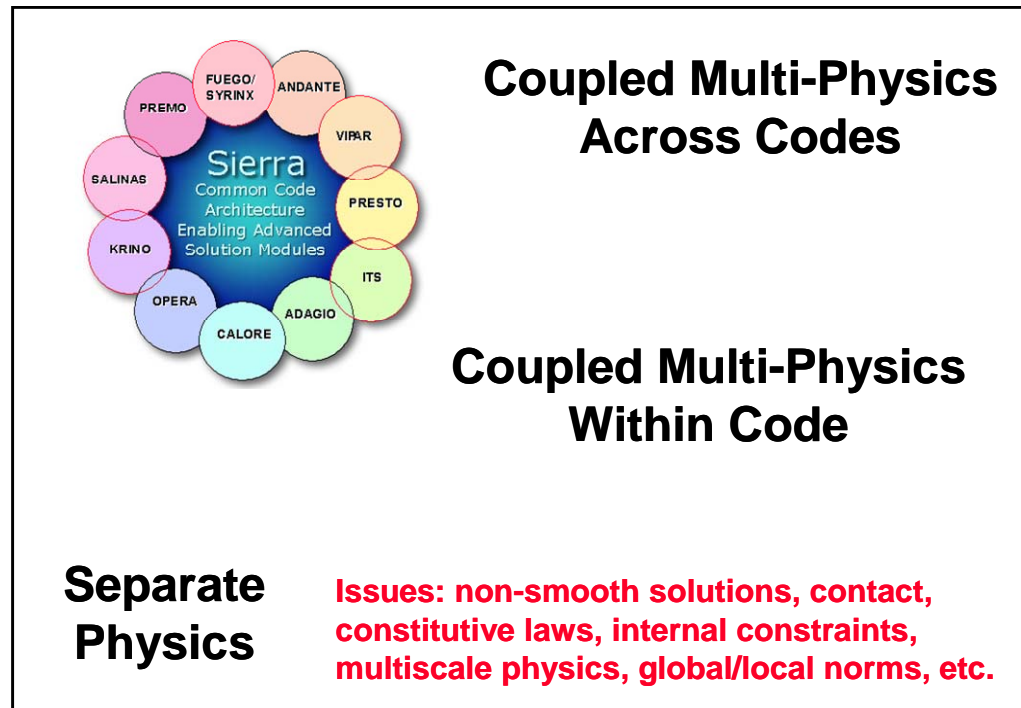 FUEGO/
SYRINX
ANDANTE
PREMO
VIPAR
Sierra
Common Code
Architecture
Enabling Advanced
Solution Modules
SALINAS
PRESTO
KRINO
ITS
OPERA
ADAGIO
CALORE
Coupled Multi-Physics
Across Codes
Coupled Multi-Physics
Within Code
Separate
Physics
Issues: non-smooth solutions, contact,
constitutive laws, internal constraints,
multiscale physics, global/local norms, etc.